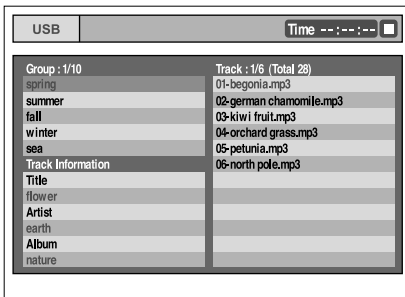 USB
Time --:--:--
Group : 1/10
spring
summer
fall
winter
sea
Track Information
Title
flower
Artist
earth
Album
nature
Track : 1/6 (Total 28)
01-begonia.mp3
02-german chamomile.mp3
03-kiwi fruit.mp3
04-orchard grass.mp3
05-petunia.mp3
06-north pole.mp3